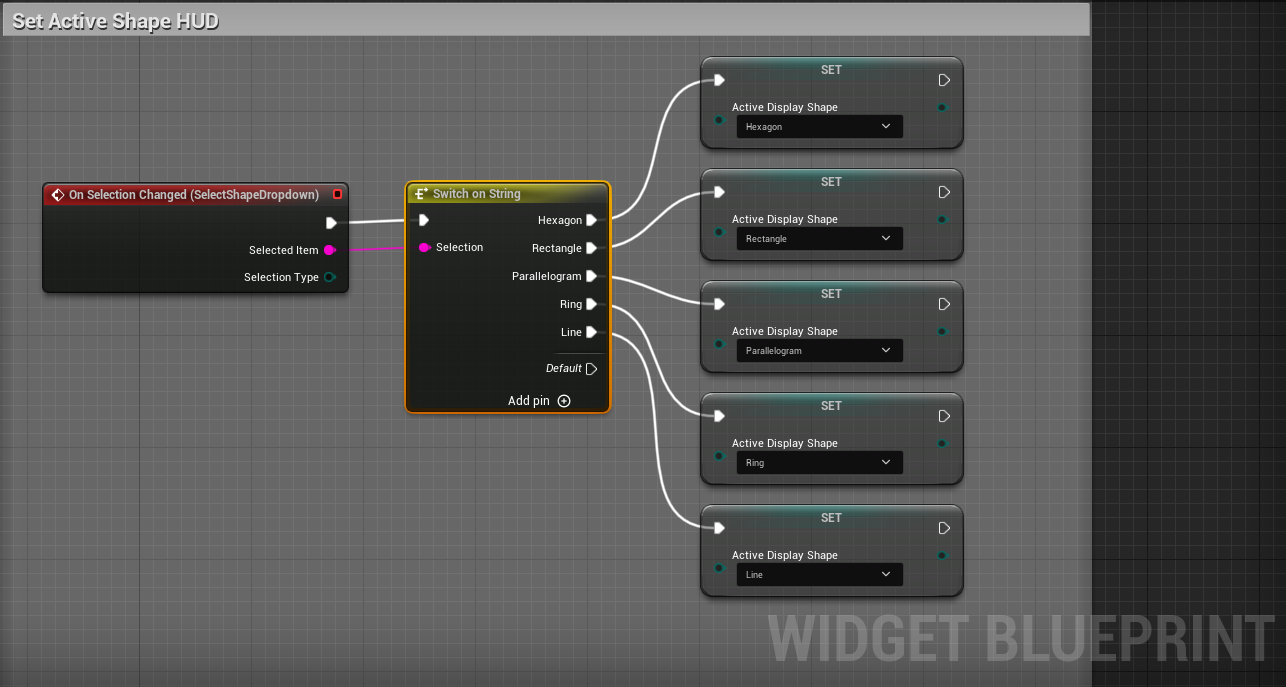 Set Active Shape HUD
On Selection Changed (SelectShapeDropdown)
Selected Item
Selection Type
Switch on String
Selection
Hexagon
Rectangle
Parallelogram
Ring
Line
Default
Add pin
SET
Active Display Shape
Hexagon
SET
Active Display Shape
Rectangle
SET
Active Display Shape
Parallelogram
SET
Active Display Shape
Ring
SET
Active Display Shape
Line
WIDGET BLUEPRINT